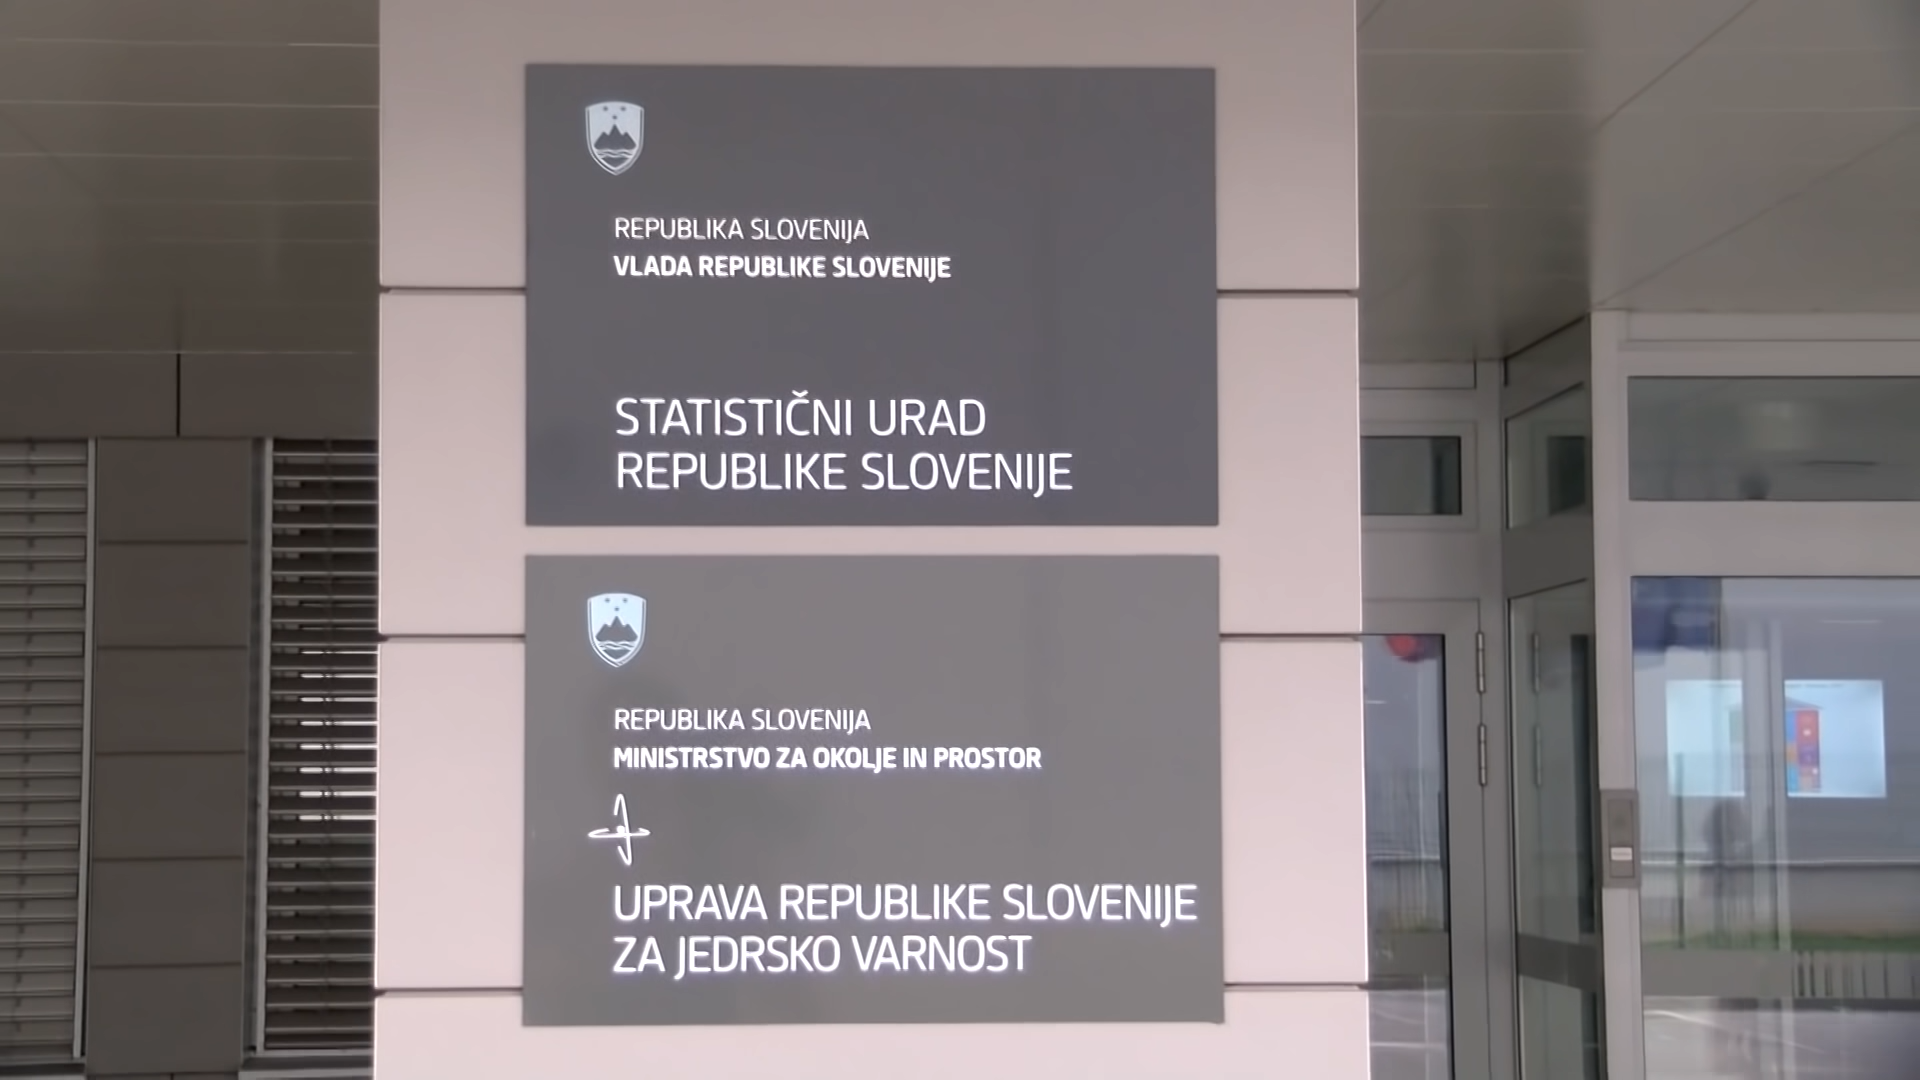 REPUBLIKA SLOVENIJA
VLADA REPUBLIKE SLOVENIJE
STATISTIČNI URAD
REPUBLIKE SLOVENIJE
REPUBLIKA SLOVENIJA
MINISTRSTVO ZA OKOLJE IN PROSTOR
UPRAVA REPUBLIKE SLOVENIJE
ZA JEDRSKO VARNOST